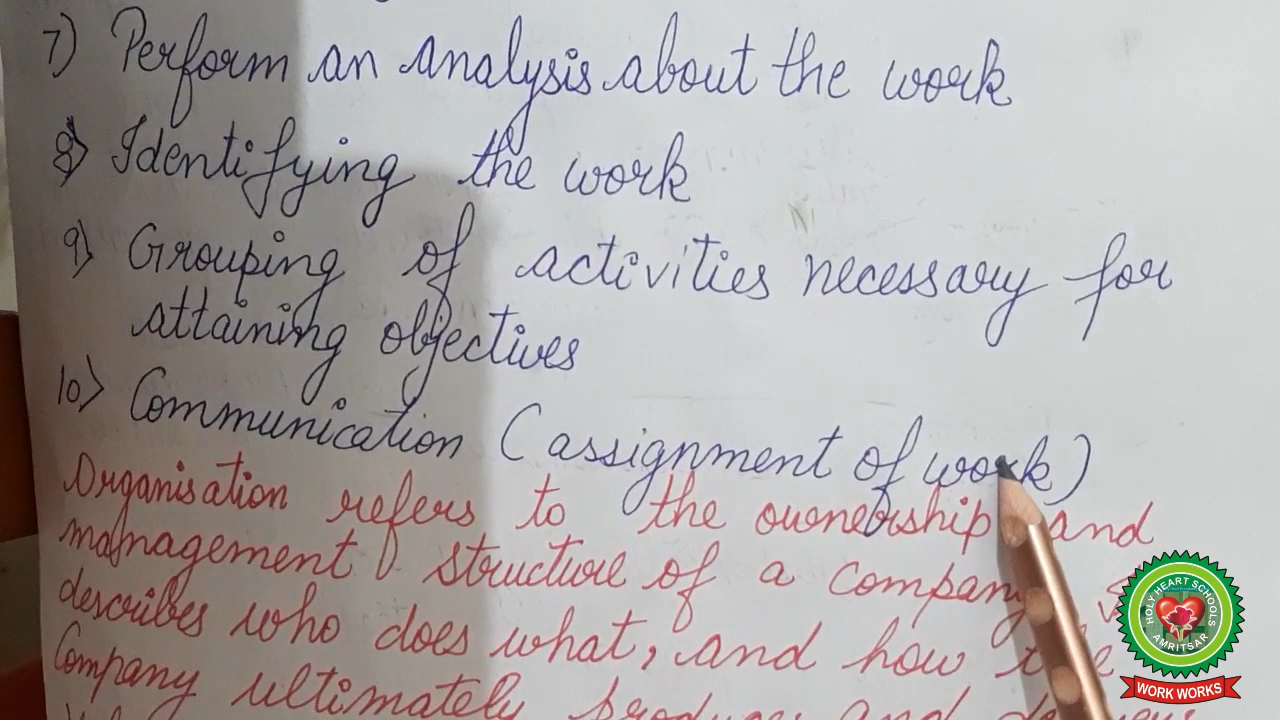 7) Perform an analysis about the work
8) Identifying the work
9) Grouping of activities necessary for
attaining objectives
10) Communication (assignment of work)
Organisation refers to the ownership and
management structure of a company
describes who does what, and how the
Company ultimately produces and
HOLY HEART SCHOOLS
AMRITSAR
WORK WORKS